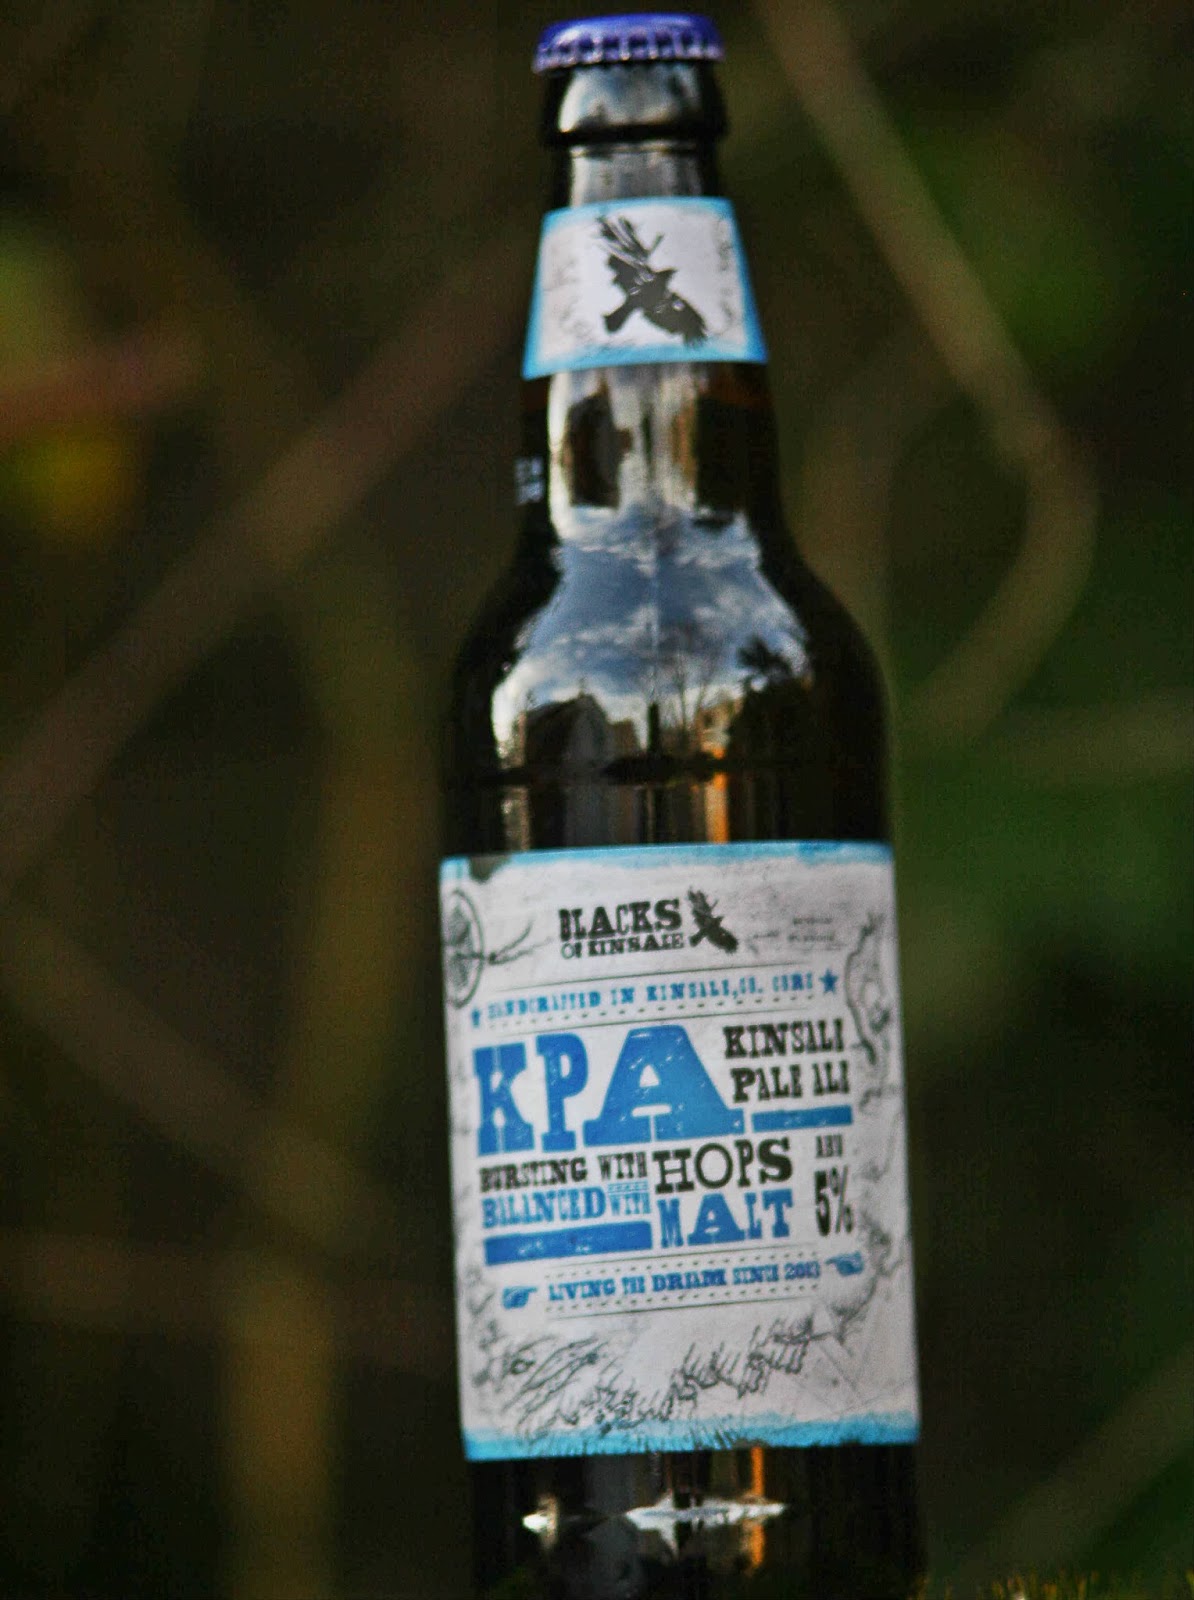 BLACKS
OF KINSALE
HANDCRAFTED IN KINSALE, CO. CORK
KPA
KINSALE
PALE ALE
BURSTING WITH HOPS
BALANCED WITH MALT
5%
LIVING THE DREAM SINCE 2013